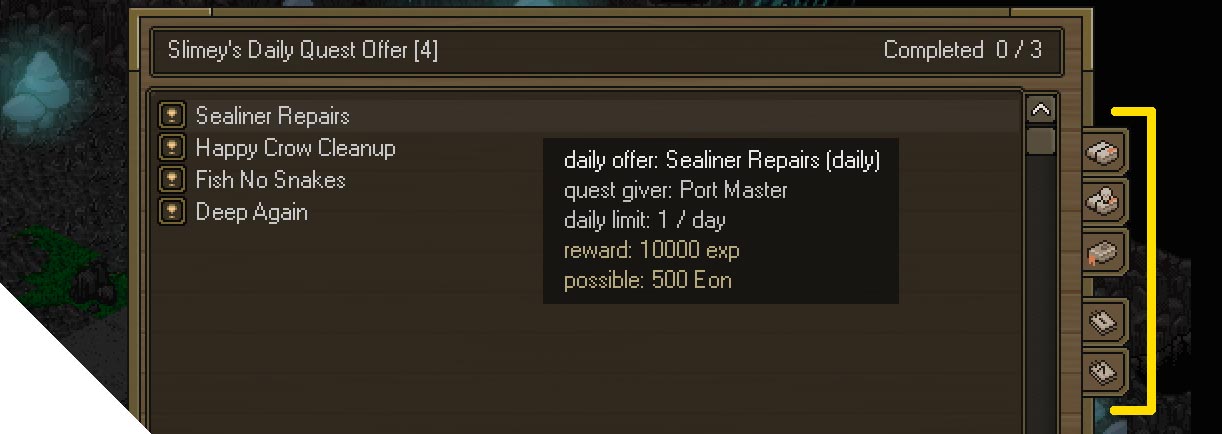 Slimey's Daily Quest Offer [4]
Completed 0 / 3
Sealiner Repairs
Happy Crow Cleanup
Fish No Snakes
Deep Again
daily offer: Sealiner Repairs (daily)
quest giver: Port Master
daily limit: 1 / day
reward: 10000 exp
possible: 500 Eon